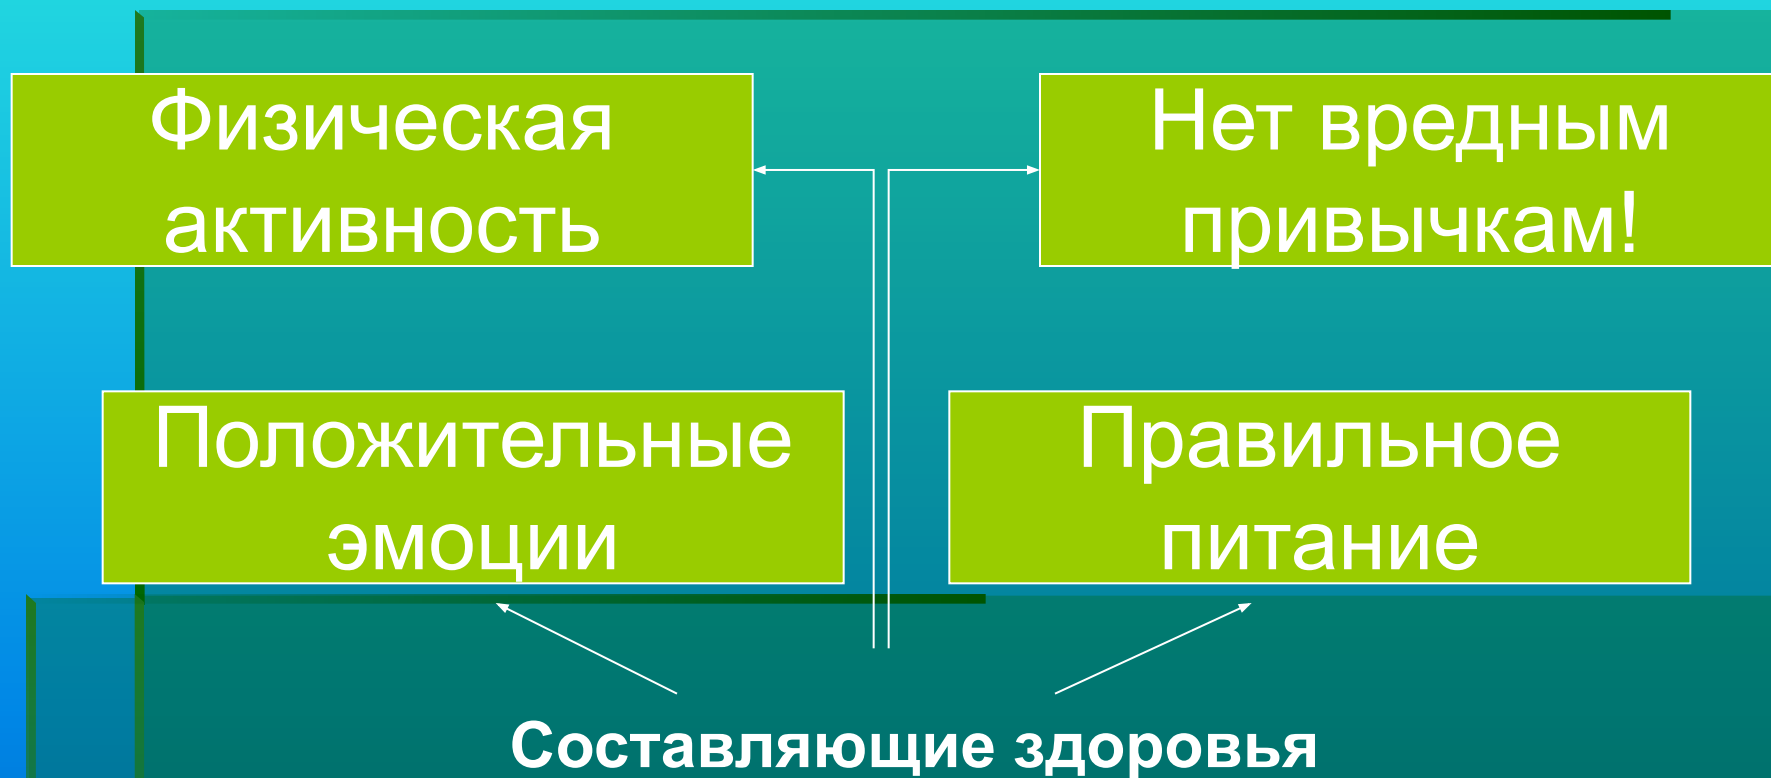 Физическая
активность
Нет вредным
привычкам!
Положительные
эмоции
Правильное
питание
Составляющие здоровья